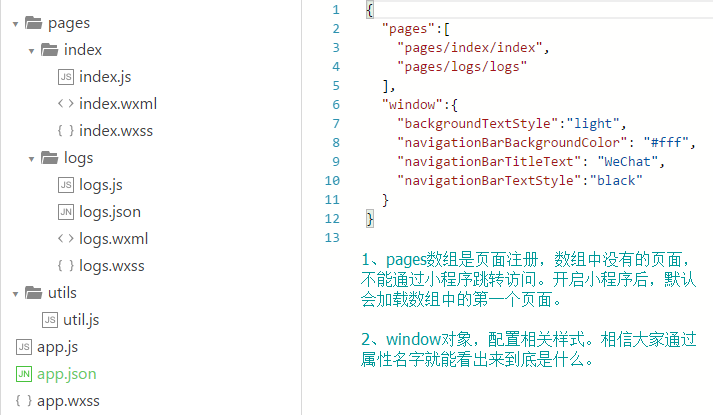 pages
index
JS index.js
<> index.wxml
{ } index.wxss
logs
JS logs.js
JN logs.json
<> logs.wxml
{ } logs.wxss
utils
JS util.js
JS app.js
JN app.json
{ } app.wxss
1 {
2 "pages":[
3 "pages/index/index",
4 "pages/logs/logs"
5 ],
6 "window":{
7 "backgroundTextStyle":"light",
8 "navigationBarBackgroundColor": "#fff",
9 "navigationBarTitleText": "WeChat",
10 "navigationBarTextStyle":"black"
11 }
12 }
13
1、pages数组是页面注册，数组中没有的页面，
不能通过小程序跳转访问。开启小程序后，默认
会加载数组中的第一个页面。
2、window对象，配置相关样式。相信大家通过
属性名字就能看出来到底是什么。